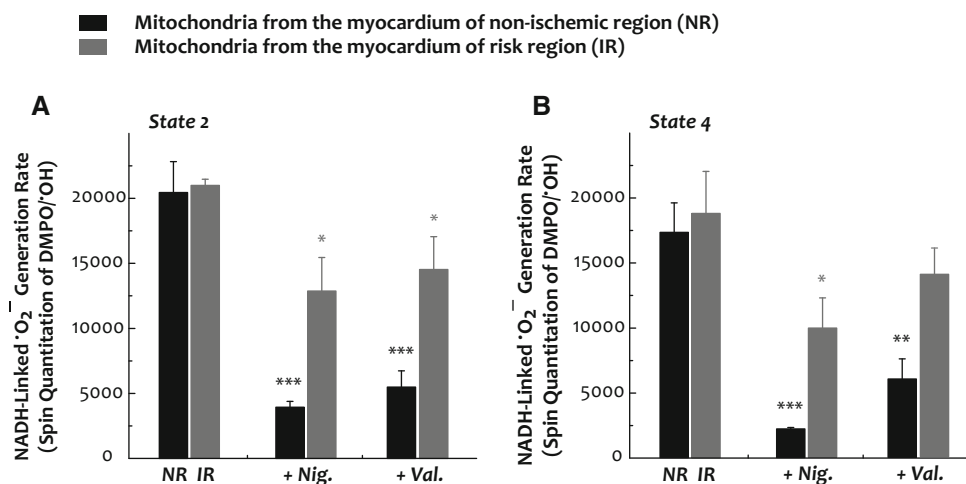 Mitochondria from the myocardium of non-ischemic region (NR)
Mitochondria from the myocardium of risk region (IR)
A
State 2
NADH-Linked ·O₂⁻ Generation Rate
(Spin Quantitation of DMPO/·OH)
20000
15000
10000
5000
0
*
*
***
***
NR IR
+ Nig.
+ Val.
B
State 4
NADH-Linked ·O₂⁻ Generation Rate
(Spin Quantitation of DMPO/·OH)
20000
15000
10000
5000
0
*
**
***
NR IR
+ Nig.
+ Val.